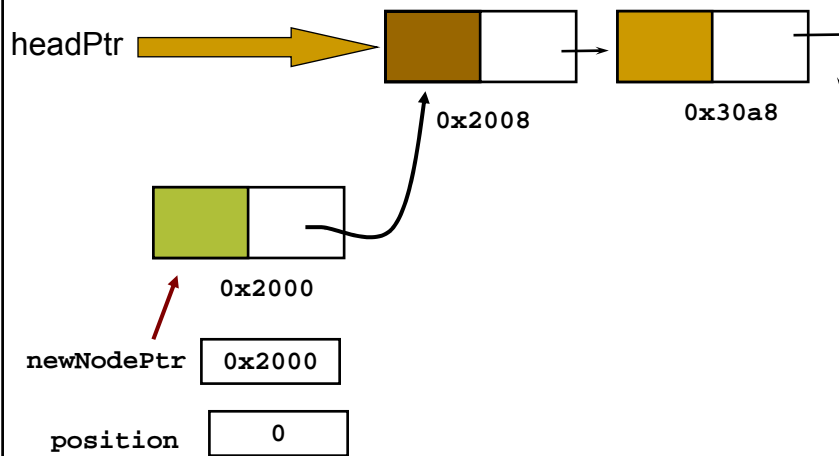 headPtr
0x2008
0x30a8
0x2000
newNodePtr 0x2000
position 0